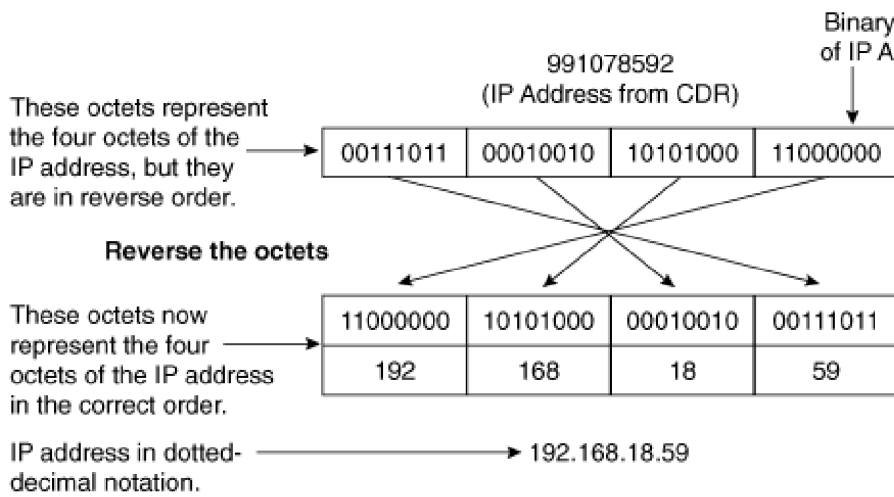 Binary
of IP A
991078592
(IP Address from CDR)
These octets represent
the four octets of the
IP address, but they
are in reverse order.
00111011 00010010 10101000 11000000
Reverse the octets
These octets now
represent the four
octets of the IP address
in the correct order.
11000000 10101000 00010010 00111011
192 168 18 59
IP address in dotted-
decimal notation.
192.168.18.59